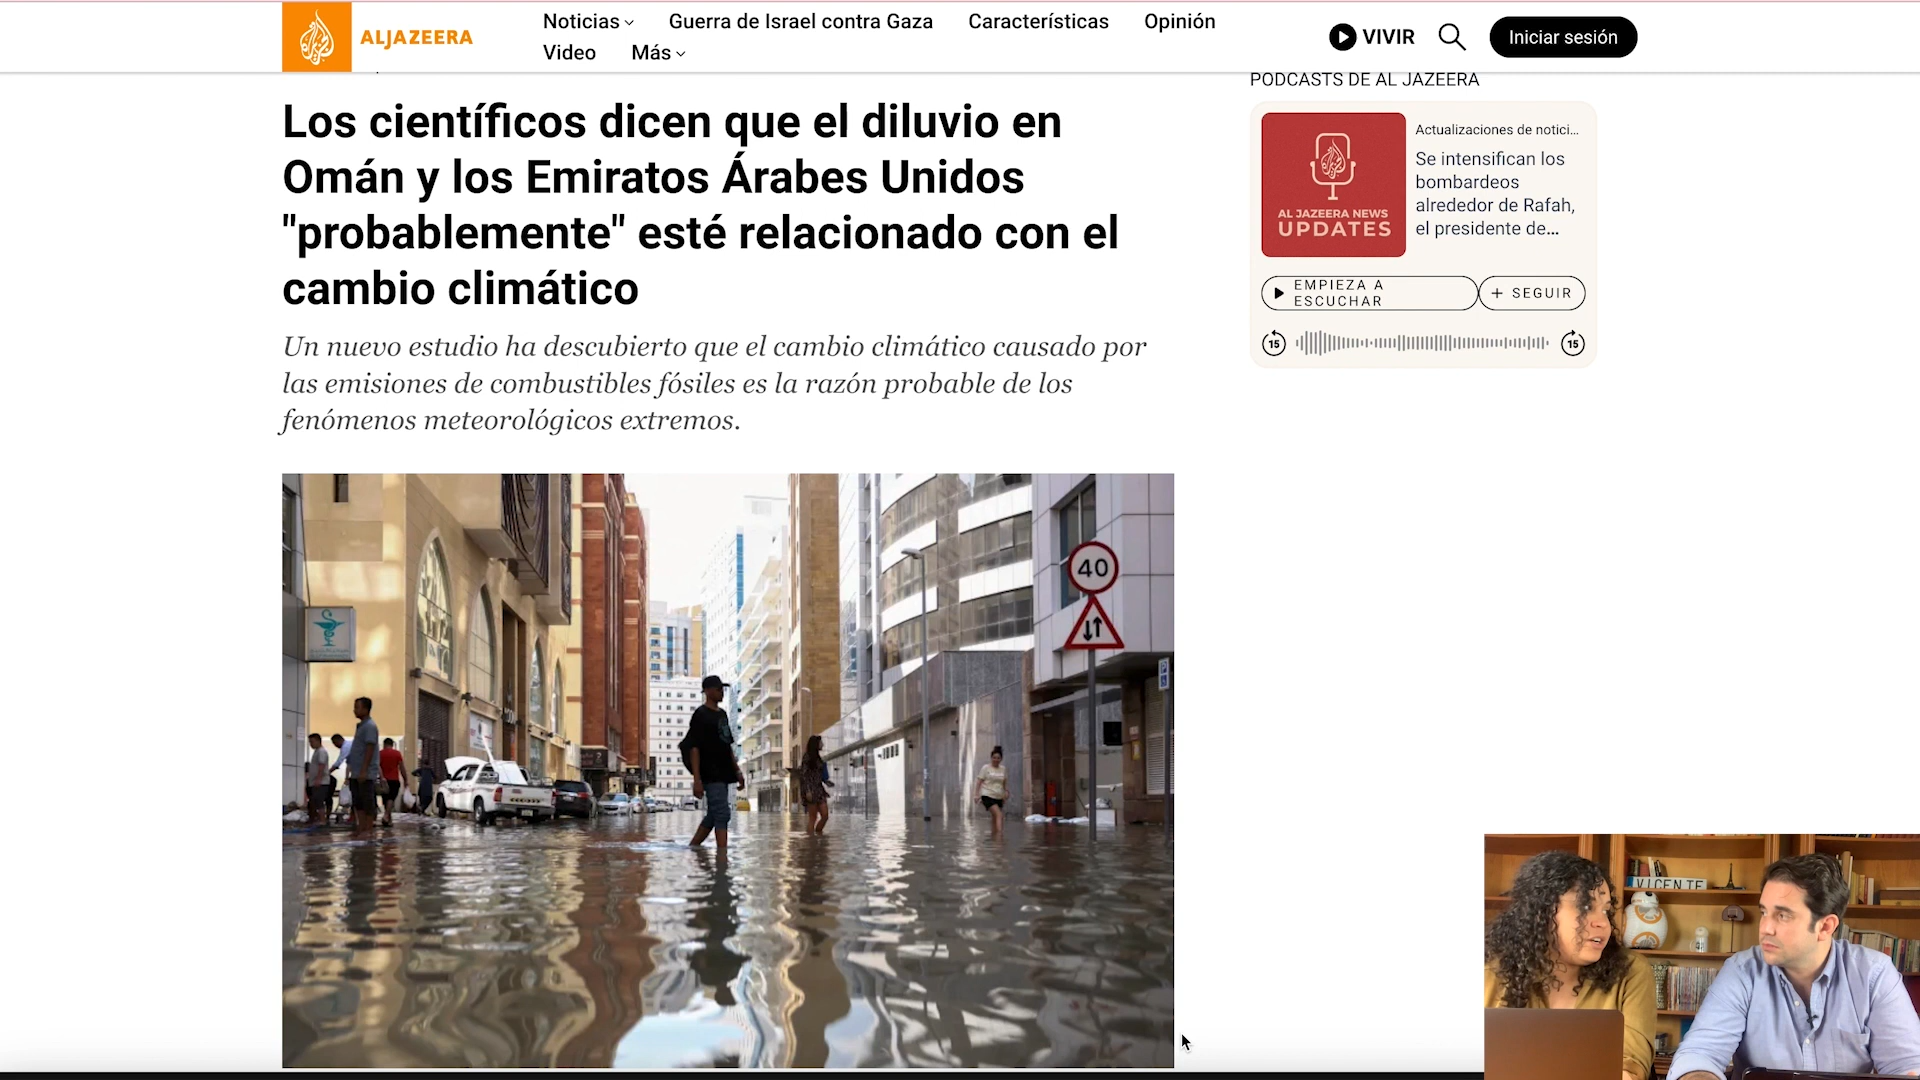 ALJAZEERA
Noticias
Guerra de Israel contra Gaza
Características
Opinión
Video
Más
VIVIR
Iniciar sesión
Los científicos dicen que el diluvio en
Omán y los Emiratos Árabes Unidos
"probablemente" esté relacionado con el
cambio climático
Un nuevo estudio ha descubierto que el cambio climático causado por
las emisiones de combustibles fósiles es la razón probable de los
fenómenos meteorológicos extremos.
40
PODCASTS DE AL JAZEERA
AL JAZEERA NEWS
UPDATES
Actualizaciones de notici...
Se intensifican los
bombardeos
alrededor de Rafah,
el presidente de...
EMPIEZA A
ESCUCHAR
+ SEGUIR
15
15
VICENTE